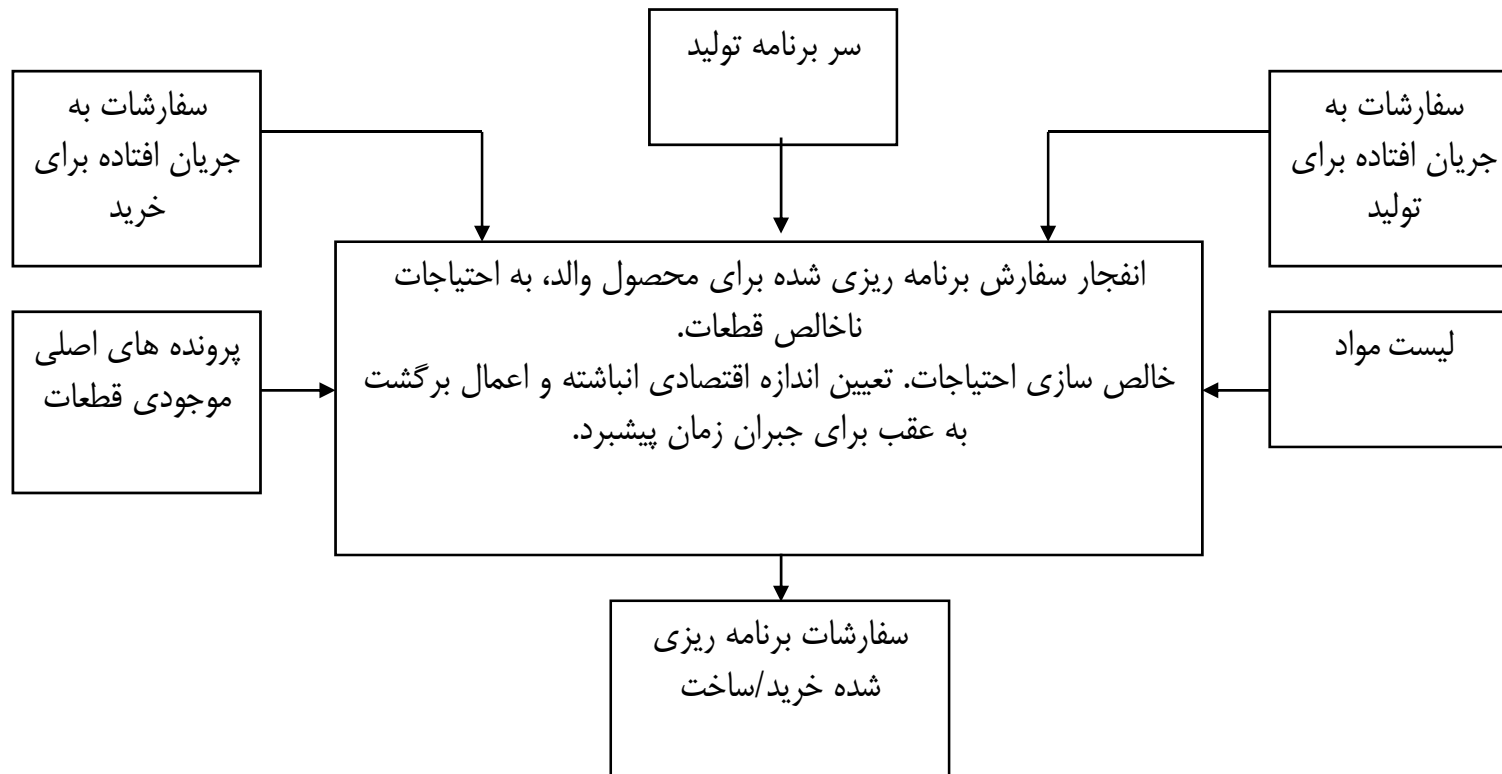 سر برنامه تولید
سفارشات به
جریان افتاده برای
تولید
سفارشات به
جریان افتاده برای
خرید
انفجار سفارش برنامه ریزی شده برای محصول والد، به احتیاجات
ناخالص قطعات.
خالص سازی احتیاجات. تعیین اندازه اقتصادی انباشته و اعمال برگشت
به عقب برای جبران زمان پیشبرد.
لیست مواد
پرونده های اصلی
موجودی قطعات
سفارشات برنامه ریزی
شده خرید/ساخت